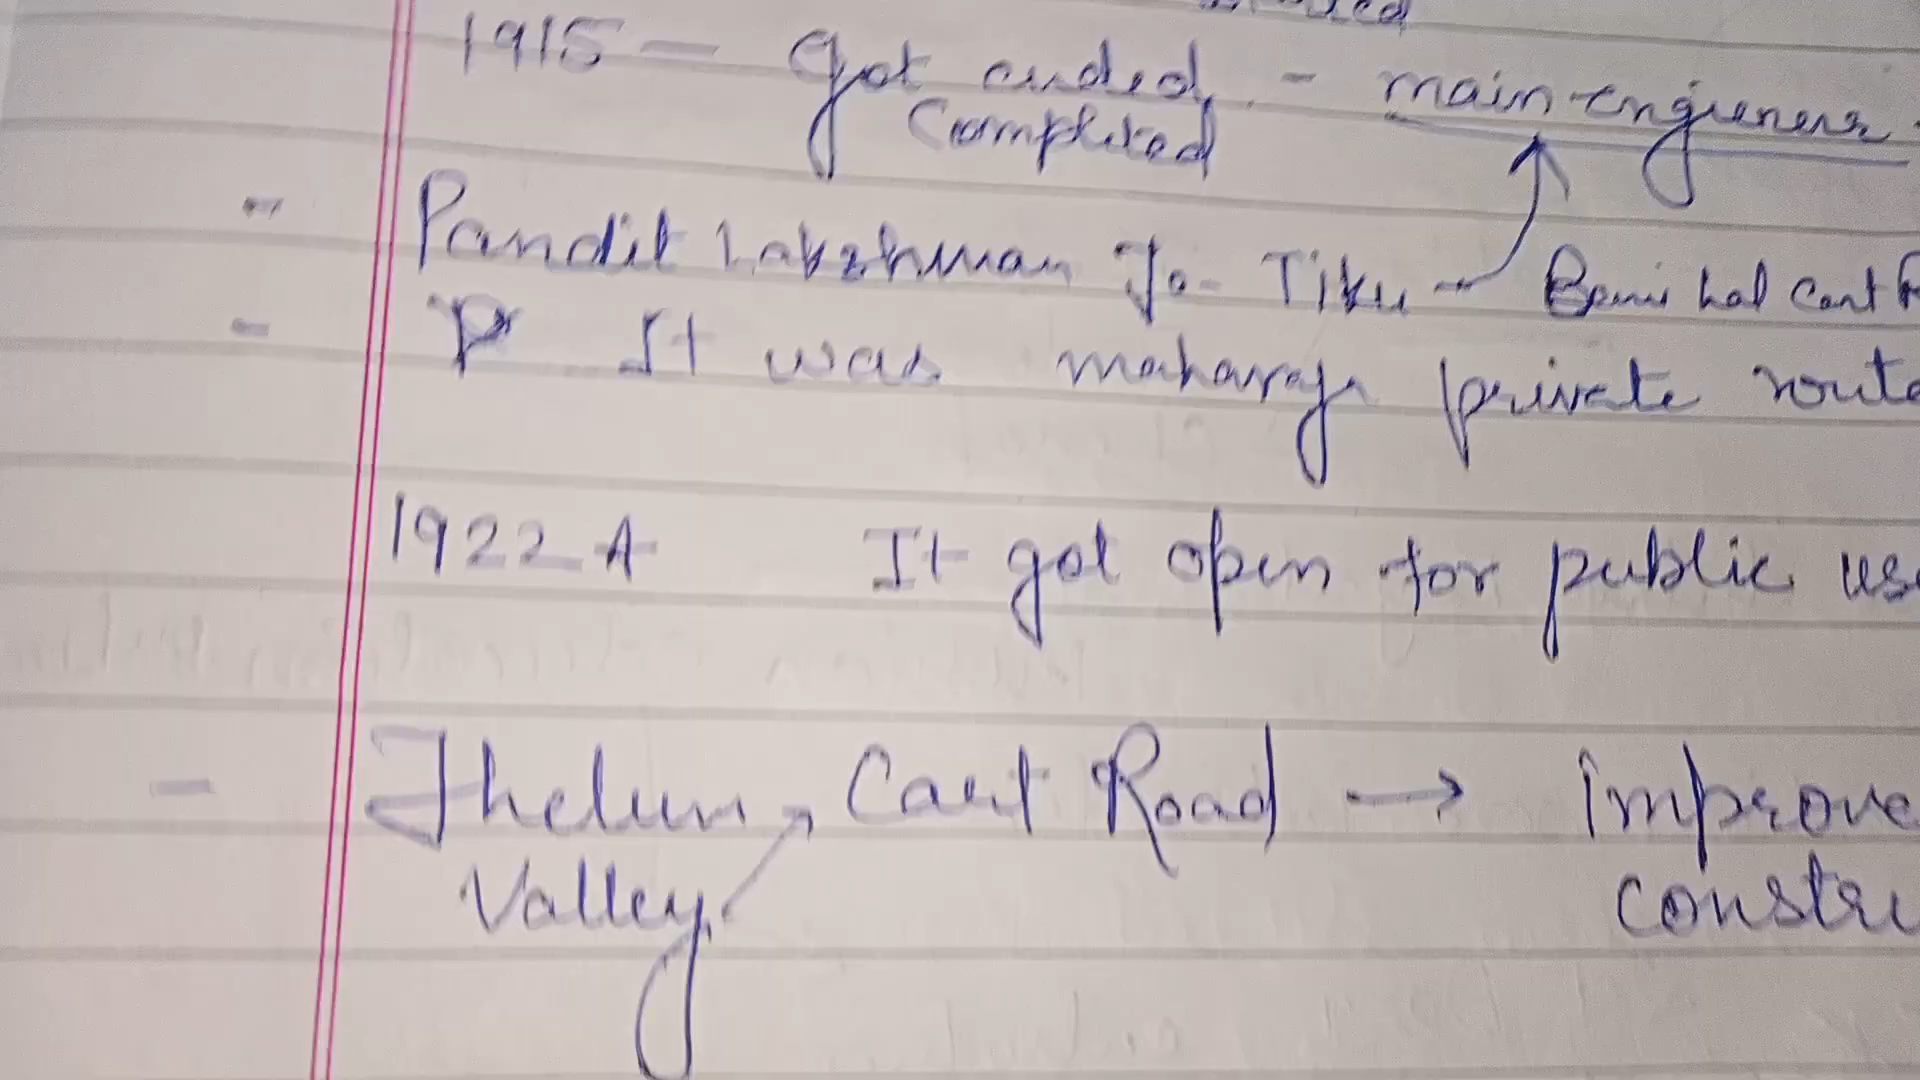 1915 — Got ended - main engineners
Completed
- Pandit Lakshman Jo- Tiku - Banihal Cart R
- It was maharaja private route
1922 A It got open for public use
- Jhelum Cart Road → improve
Valley constru